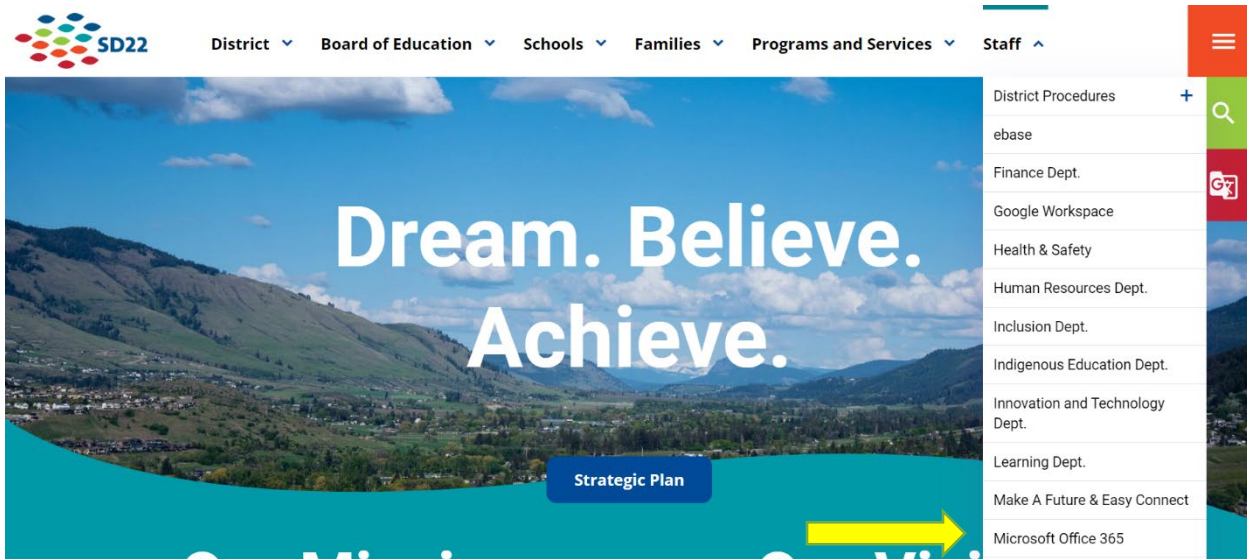 SD22
District
Board of Education
Schools
Families
Programs and Services
Staff
District Procedures +
ebase
Finance Dept.
Google Workspace
Health & Safety
Human Resources Dept.
Inclusion Dept.
Indigenous Education Dept.
Innovation and Technology
Dept.
Learning Dept.
Make A Future & Easy Connect
Microsoft Office 365
Dream. Believe.
Achieve.
Strategic Plan